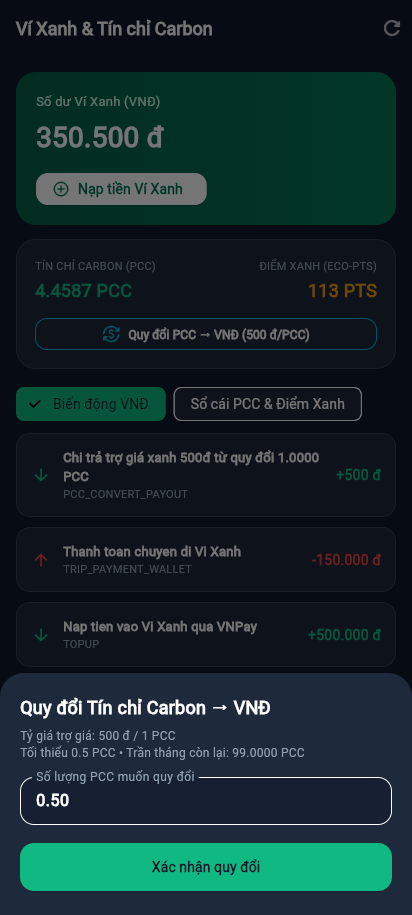 Ví Xanh & Tín chỉ Carbon
Số dư Ví Xanh (VNĐ)
350.500 đ
Nạp tiền Ví Xanh
TÍN CHỈ CARBON (PCC)
ĐIỂM XANH (ECO-PTS)
4.4587 PCC
113 PTS
Quy đổi PCC → VNĐ (500 đ/PCC)
Biến động VNĐ
Sổ cái PCC & Điểm Xanh
Chi trả trợ giá xanh 500đ từ quy đổi 1.0000
PCC
+500 đ
PCC_CONVERT_PAYOUT
Thanh toan chuyen di Vi Xanh
-150.000 đ
TRIP_PAYMENT_WALLET
Nap tien vao Vi Xanh qua VNPay
+500.000 đ
TOPUP
Quy đổi Tín chỉ Carbon → VNĐ
Tỷ giá trợ giá: 500 đ / 1 PCC
Tối thiểu 0.5 PCC • Trần tháng còn lại: 99.0000 PCC
Số lượng PCC muốn quy đổi
0.50
Xác nhận quy đổi